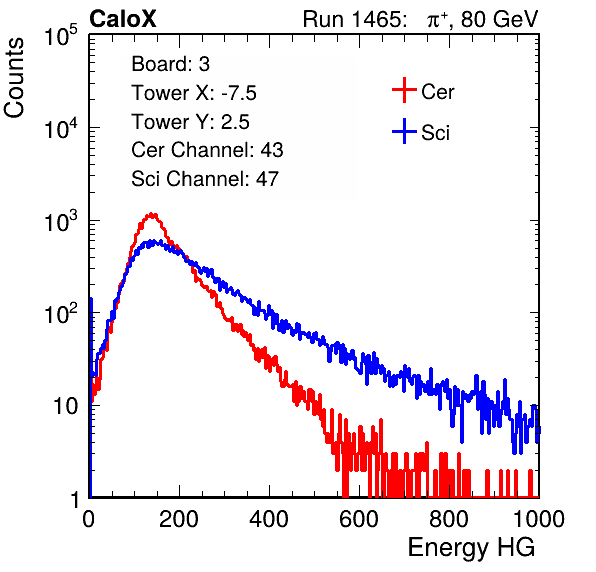 CaloX Run 1465: π⁺, 80 GeV
Counts
Board: 3
Tower X: -7.5
Tower Y: 2.5
Cer Channel: 43
Sci Channel: 47
Cer
Sci
10⁵
10⁴
10³
10²
10
1
0 200 400 600 800 1000
Energy HG